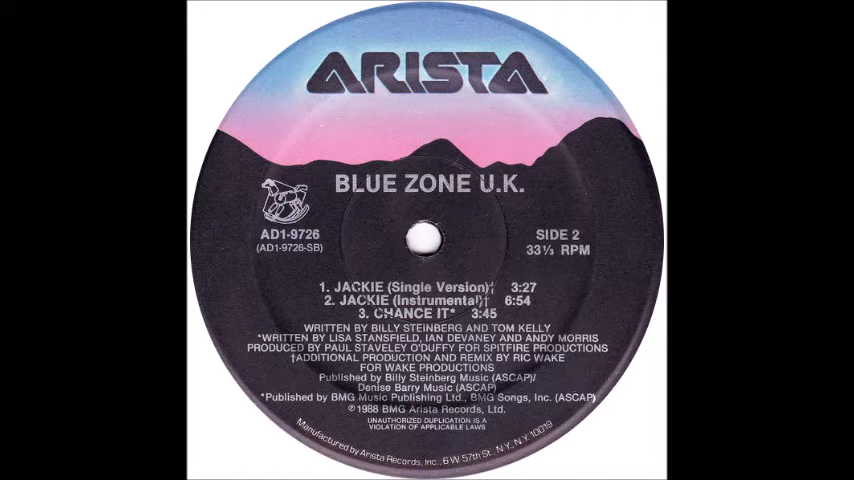 ARISTA
BLUE ZONE U.K.
AD1-9726
(AD1-9726-SB)
SIDE 2
33⅓ RPM
1. JACKIE (Single Version)† 3:27
2. JACKIE (Instrumental)† 6:54
3. CHANCE IT* 3:45
WRITTEN BY BILLY STEINBERG AND TOM KELLY
*WRITTEN BY LISA STANSFIELD, IAN DEVANEY AND ANDY MORRIS
PRODUCED BY PAUL STAVELEY O'DUFFY FOR SPITFIRE PRODUCTIONS
†ADDITIONAL PRODUCTION AND REMIX BY RIC WAKE
FOR WAKE PRODUCTIONS
Published by Billy Steinberg Music (ASCAP)/
Denise Barry Music (ASCAP)
*Published by BMG Music Publishing Ltd., BMG Songs, Inc. (ASCAP)
℗1988 BMG Arista Records, Ltd.
UNAUTHORIZED DUPLICATION IS A
VIOLATION OF APPLICABLE LAWS
Manufactured by Arista Records, Inc., 6 W 57th St., N.Y., N.Y. 10019